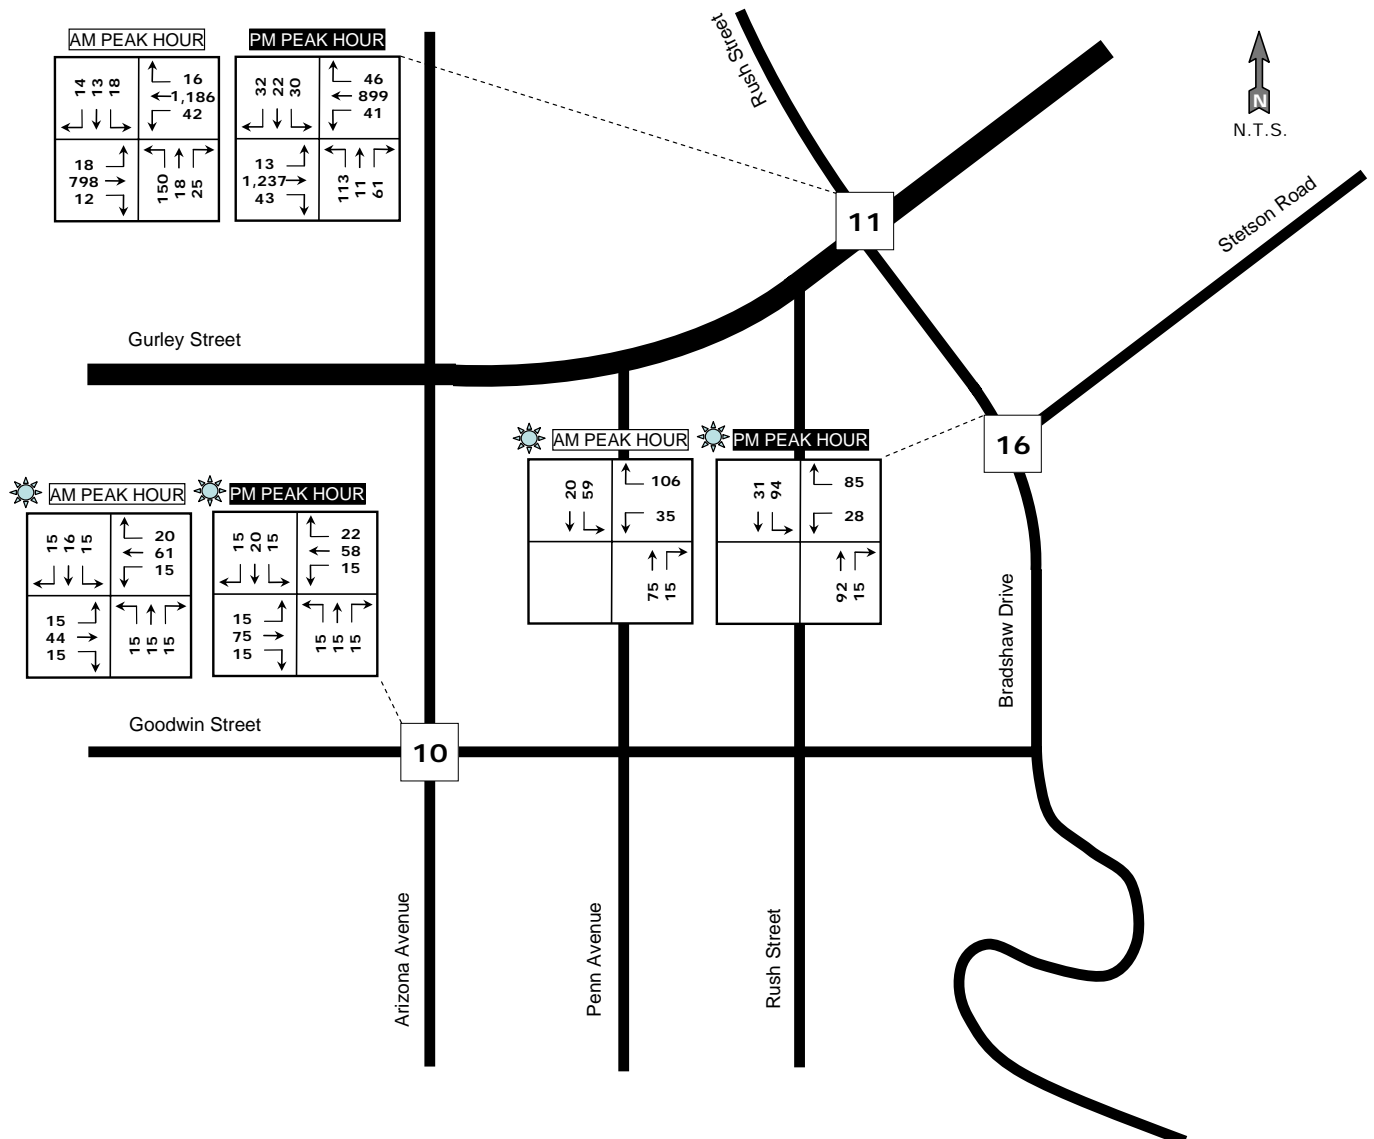 AM PEAK HOUR
PM PEAK HOUR
14 13 18
16
1,186
42
18
798
12
150 18 25
32 22 30
46
899
41
13
1,237
43
113 11 61
Rush Street
N
N.T.S.
11
Stetson Road
Gurley Street
AM PEAK HOUR
PM PEAK HOUR
20 59
106
35
75 15
31 94
85
28
92 15
16
AM PEAK HOUR
PM PEAK HOUR
15 16 15
20
61
15
15
44
15
15 15 15
15 20 15
22
58
15
15
75
15
15 15 15
Bradshaw Drive
Goodwin Street
10
Arizona Avenue
Penn Avenue
Rush Street